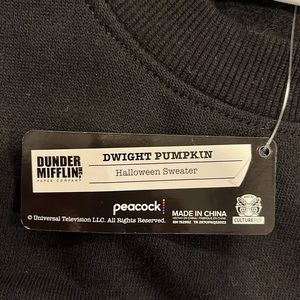 DUNDER
MIFFLIN INC
PAPER COMPANY
DWIGHT PUMPKIN
Halloween Sweater
peacock
© Universal Television LLC. All Rights Reserved.
MADE IN CHINA
CULTUREFLY